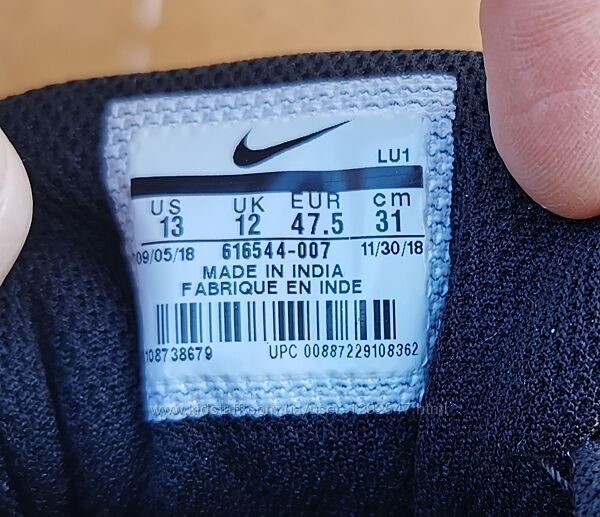 LU1
US UK EUR cm
13 12 47.5 31
09/05/18 616544-007 11/30/18
MADE IN INDIA
FABRIQUE EN INDE
108738679 UPC 00887229108362